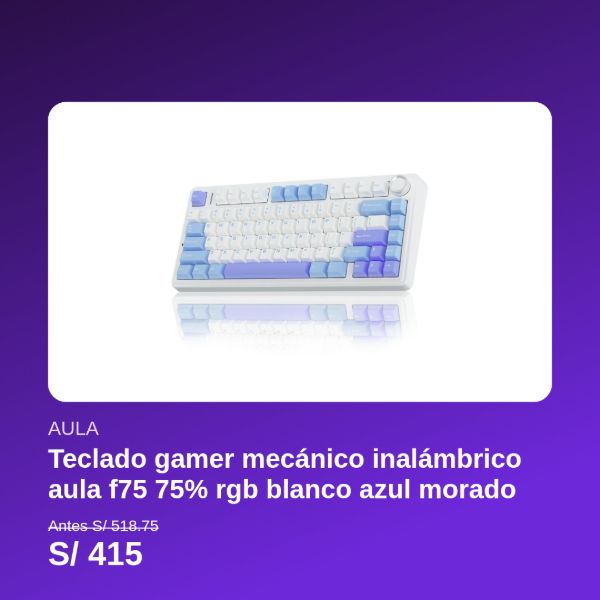 AULA
Teclado gamer mecánico inalámbrico
aula f75 75% rgb blanco azul morado
Antes S/ 518.75
S/ 415